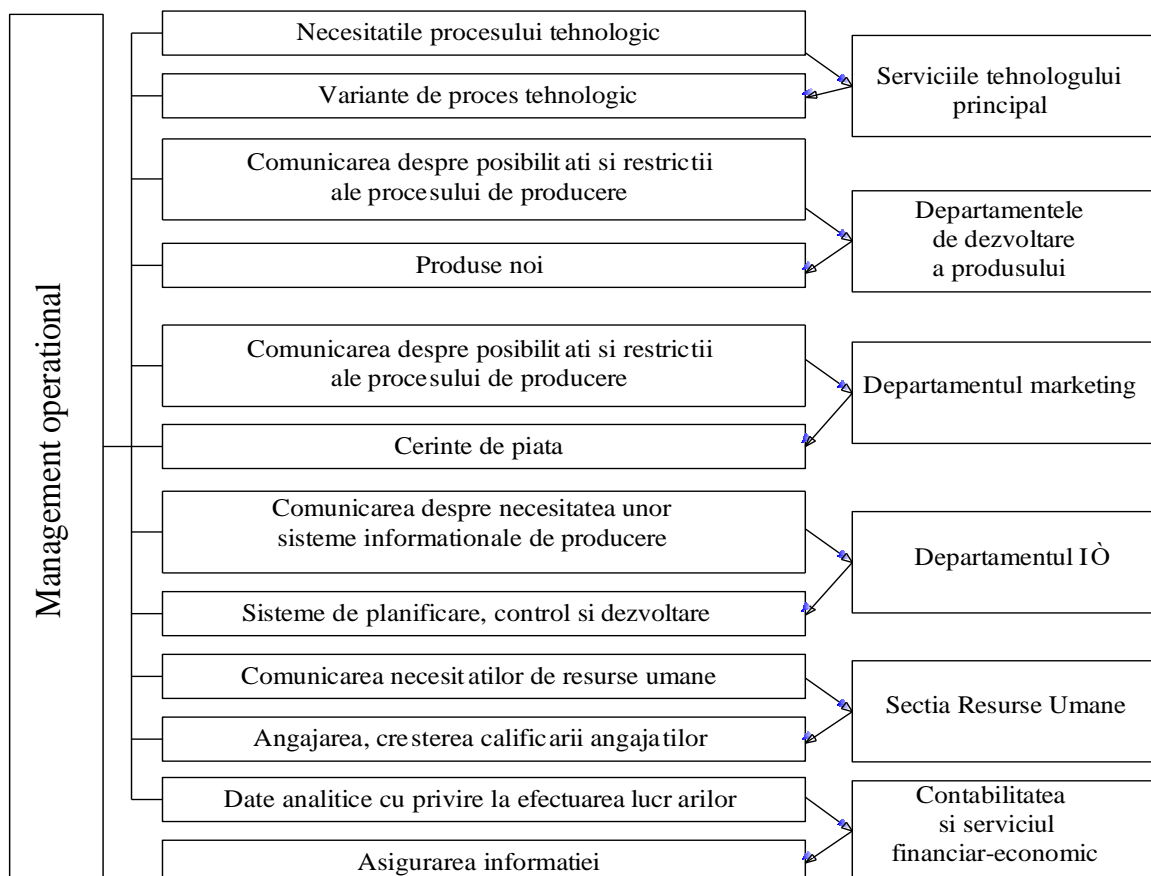 Management operational
Necesitatile procesului tehnologic
Variante de proces tehnologic
Serviciile tehnologului
principal
Comunicarea despre posibilitati si restrictii
ale procesului de producere
Produse noi
Departamentele
de dezvoltare
a produsului
Comunicarea despre posibilitati si restrictii
ale procesului de producere
Cerinte de piata
Departamentul marketing
Comunicarea despre necesitatea unor
sisteme informationale de producere
Sisteme de planificare, control si dezvoltare
Departamentul IÒ
Comunicarea necesitatilor de resurse umane
Angajarea, cresterea calificarii angajatilor
Sectia Resurse Umane
Date analitice cu privire la efectuarea lucrarilor
Asigurarea informatiei
Contabilitatea
si serviciul
financiar-economic